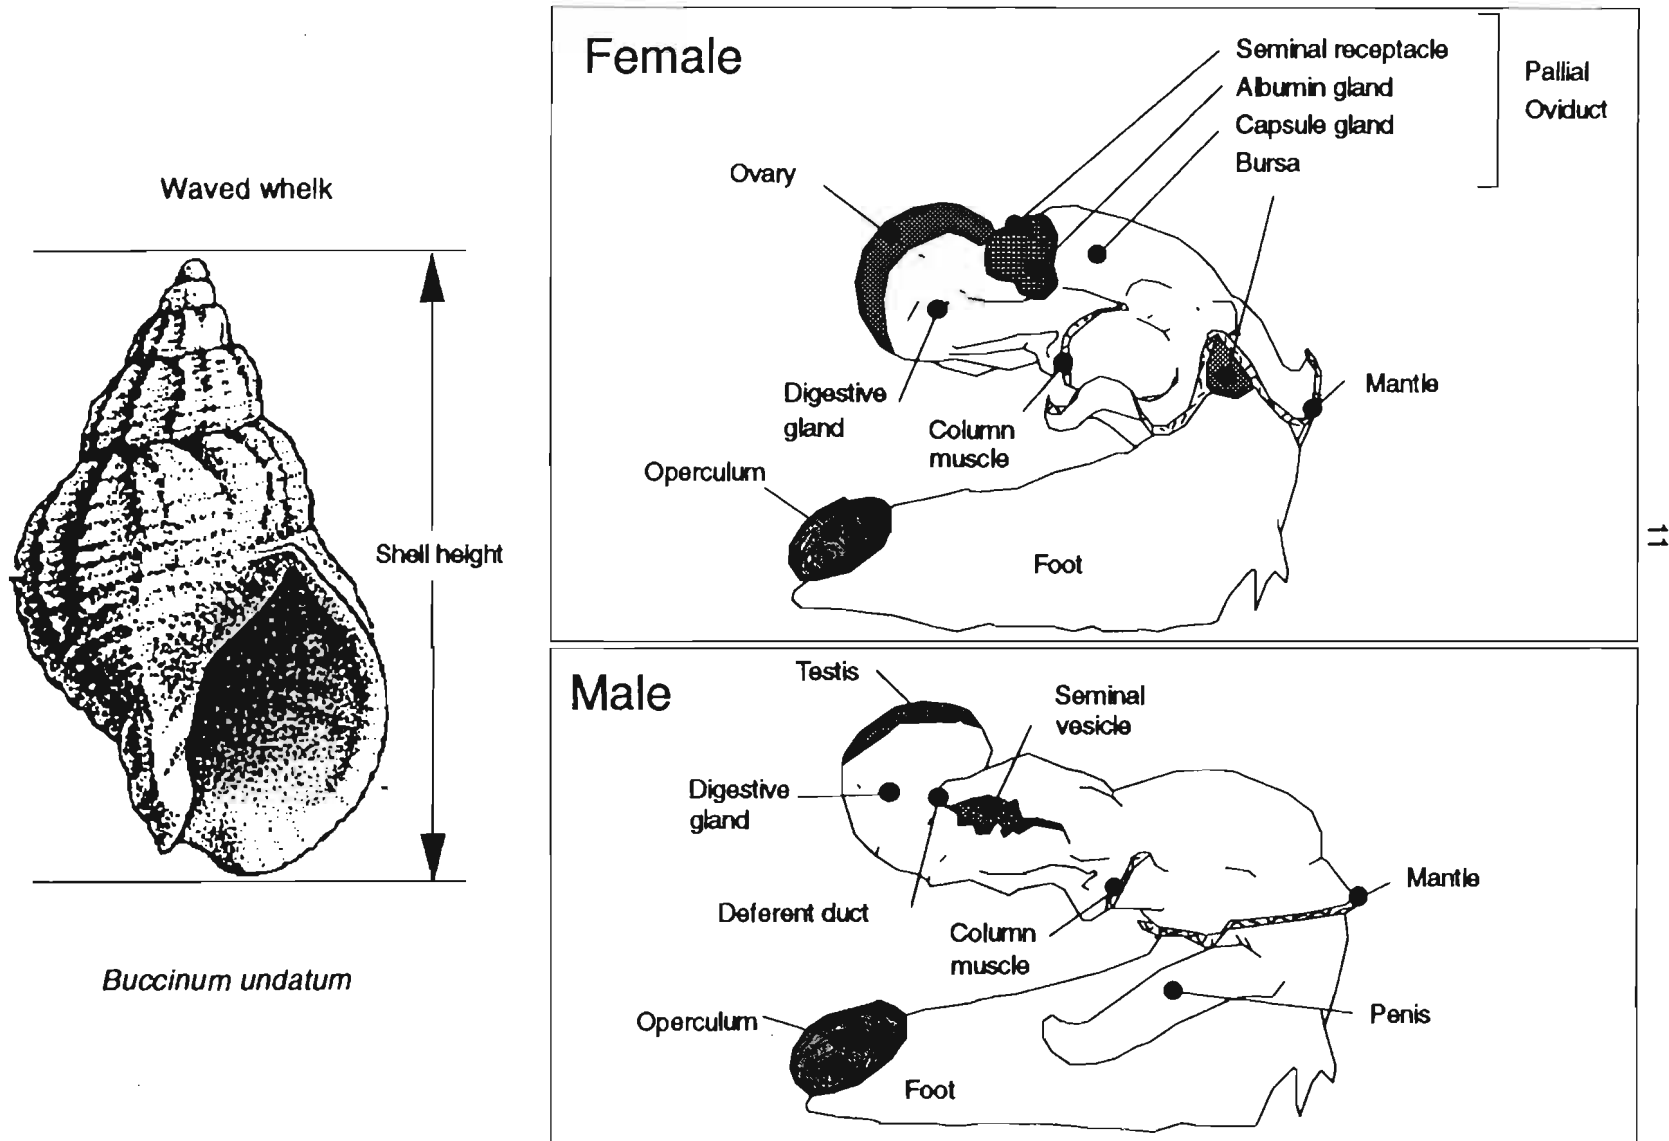 Waved whelk
Shell height
Buccinum undatum
Female
Seminal receptacle
Albumin gland
Capsule gland
Bursa
Pallial
Oviduct
Ovary
Digestive
gland
Column
muscle
Mantle
Operculum
Foot
11
Male
Testis
Seminal
vesicle
Digestive
gland
Deferent duct
Column
muscle
Mantle
Operculum
Penis
Foot